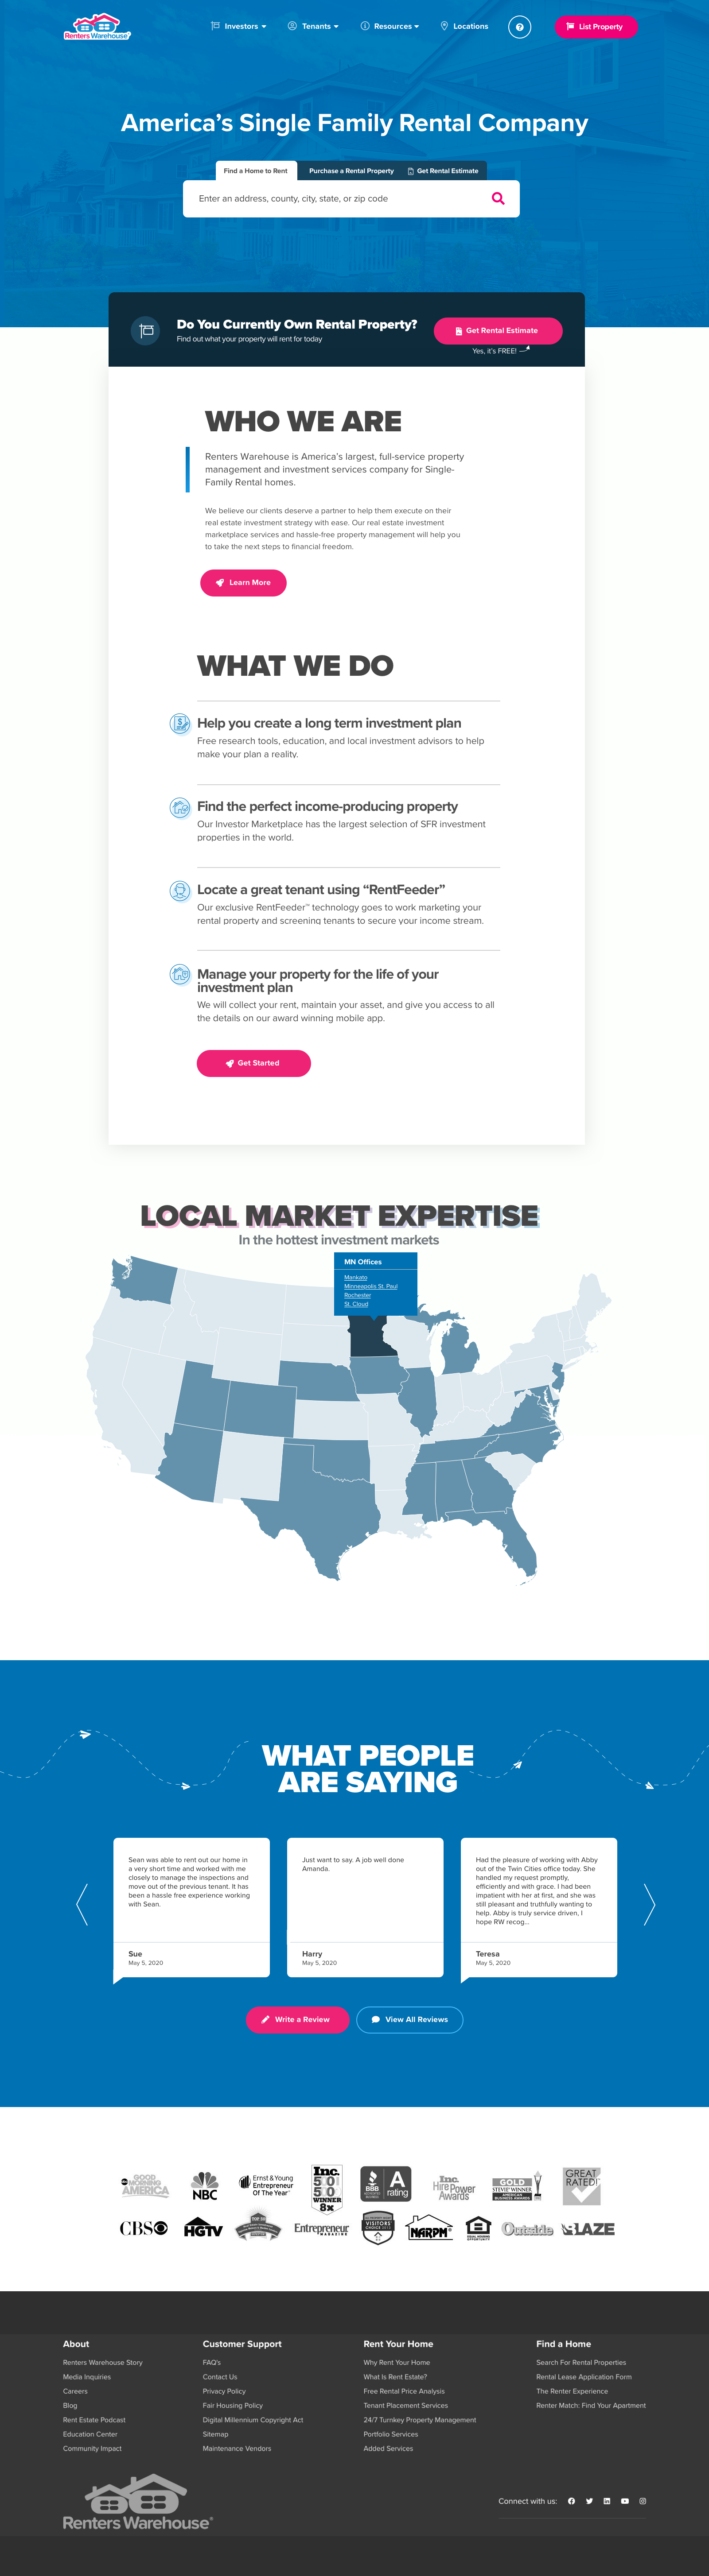 Renters Warehouse
Investors
Tenants
Resources
Locations
List Property
America's Single Family Rental Company
Find a Home to Rent
Purchase a Rental Property
Get Rental Estimate
Enter an address, county, city, state, or zip code
Do You Currently Own Rental Property?
Find out what your property will rent for today
Get Rental Estimate
Yes, it's FREE!
WHO WE ARE
Renters Warehouse is America's largest, full-service property
management and investment services company for Single-
Family Rental homes.
We believe our clients deserve a partner to help them execute on their
real estate investment strategy with ease. Our real estate investment
marketplace services and hassle-free property management will help you
to take the next steps to financial freedom.
Learn More
WHAT WE DO
Help you create a long term investment plan
Free research tools, education, and local investment advisors to help
make your plan a reality.
Find the perfect income-producing property
Our Investor Marketplace has the largest selection of SFR investment
properties in the world.
Locate a great tenant using “RentFeeder”
Our exclusive RentFeeder™ technology goes to work marketing your
rental property and screening tenants to secure your income stream.
Manage your property for the life of your
investment plan
We will collect your rent, maintain your asset, and give you access to all
the details on our award winning mobile app.
Get Started
LOCAL MARKET EXPERTISE
In the hottest investment markets
MN Offices
Mankato
Minneapolis St. Paul
Rochester
St. Cloud
WHAT PEOPLE
ARE SAYING
Sean was able to rent out our home in
a very short time and worked with me
closely to manage the inspections and
move out of the previous tenant. It has
been a hassle free experience working
with Sean.
Sue
May 5, 2020
Just want to say. A job well done
Amanda.
Harry
May 5, 2020
Had the pleasure of working with Abby
out of the Twin Cities office today. She
handled my request promptly,
efficiently and with grace. I had been
impatient with her at first, and she was
still pleasant and truthfully wanting to
help. Abby is truly service driven, I
hope RW recog...
Teresa
May 5, 2020
Write a Review
View All Reviews
GOOD
MORNING
AMERICA
NBC
Ernst & Young
Entrepreneur
Of The Year
Inc.
WINNER
8x
BBB
A
rating
Inc.
Hire Power
Awards
GOLD
STEVIE WINNER
AMERICAN
BUSINESS AWARDS
GREAT
RATED!
CBS
HGTV
Entrepreneur
MAGAZINE
VISITORS'
CHOICE
NARPM®
EQUAL HOUSING
OPPORTUNITY
Outside
BLAZE
About
Renters Warehouse Story
Media Inquiries
Careers
Blog
Rent Estate Podcast
Education Center
Community Impact
Customer Support
FAQ's
Contact Us
Privacy Policy
Fair Housing Policy
Digital Millennium Copyright Act
Sitemap
Maintenance Vendors
Rent Your Home
Why Rent Your Home
What Is Rent Estate?
Free Rental Price Analysis
Tenant Placement Services
24/7 Turnkey Property Management
Portfolio Services
Added Services
Find a Home
Search For Rental Properties
Rental Lease Application Form
The Renter Experience
Renter Match: Find Your Apartment
Renters Warehouse®
Connect with us: